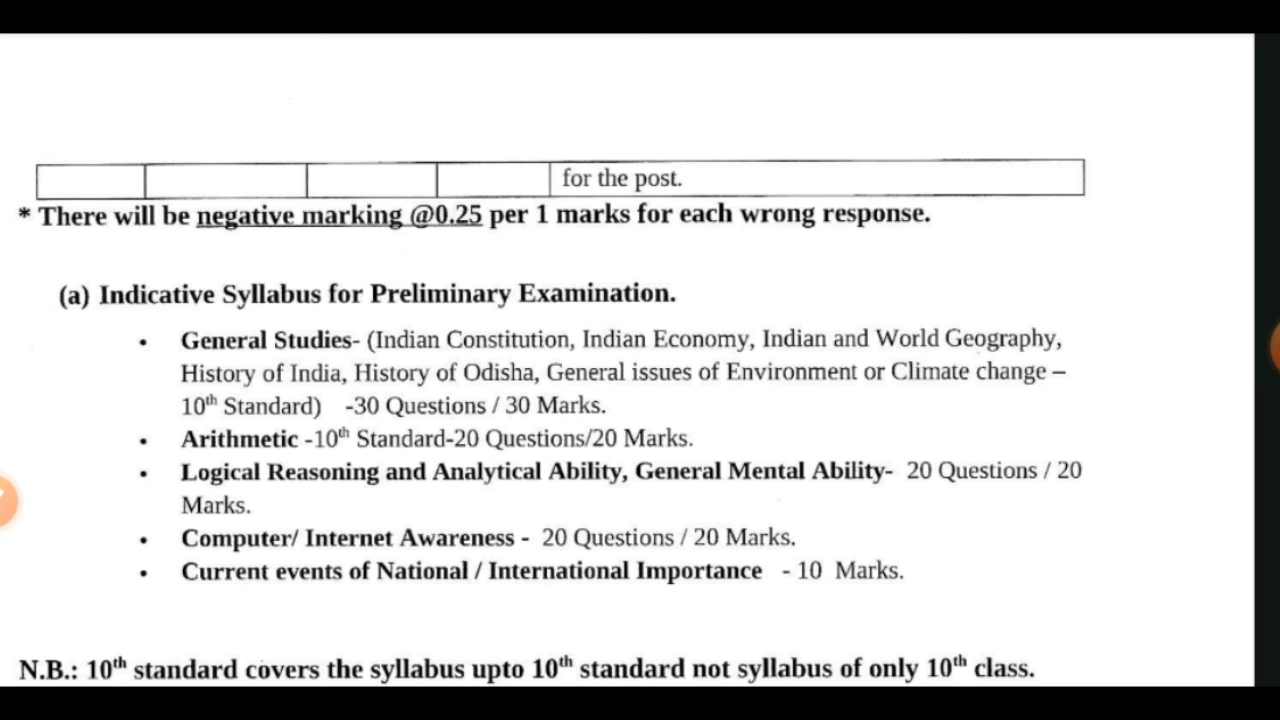 for the post.
* There will be negative marking @0.25 per 1 marks for each wrong response.
(a) Indicative Syllabus for Preliminary Examination.
• General Studies- (Indian Constitution, Indian Economy, Indian and World Geography,
History of India, History of Odisha, General issues of Environment or Climate change –
10th Standard) -30 Questions / 30 Marks.
• Arithmetic -10th Standard-20 Questions/20 Marks.
• Logical Reasoning and Analytical Ability, General Mental Ability- 20 Questions / 20
Marks.
• Computer/ Internet Awareness - 20 Questions / 20 Marks.
• Current events of National / International Importance - 10 Marks.
N.B.: 10th standard covers the syllabus upto 10th standard not syllabus of only 10th class.